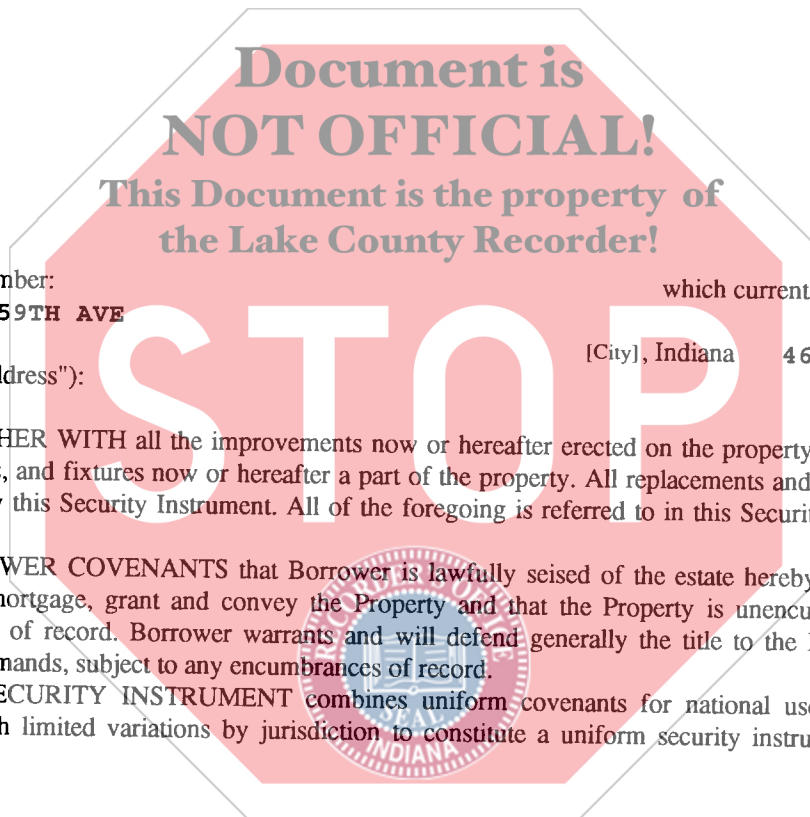 Document is
NOT OFFICIAL!
This Document is the property of
the Lake County Recorder!
mber:
which current
59TH AVE
[City], Indiana 46
ddress"):
STOP
HER WITH all the improvements now or hereafter erected on the property
, and fixtures now or hereafter a part of the property. All replacements and
this Security Instrument. All of the foregoing is referred to in this Securit
WER COVENANTS that Borrower is lawfully seised of the estate hereby
nortgage, grant and convey the Property and that the Property is unencu
of record. Borrower warrants and will defend generally the title to the
mands, subject to any encumbrances of record.
ECURITY INSTRUMENT combines uniform covenants for national use
h limited variations by jurisdiction to constitute a uniform security instru
SEAL
INDIANA